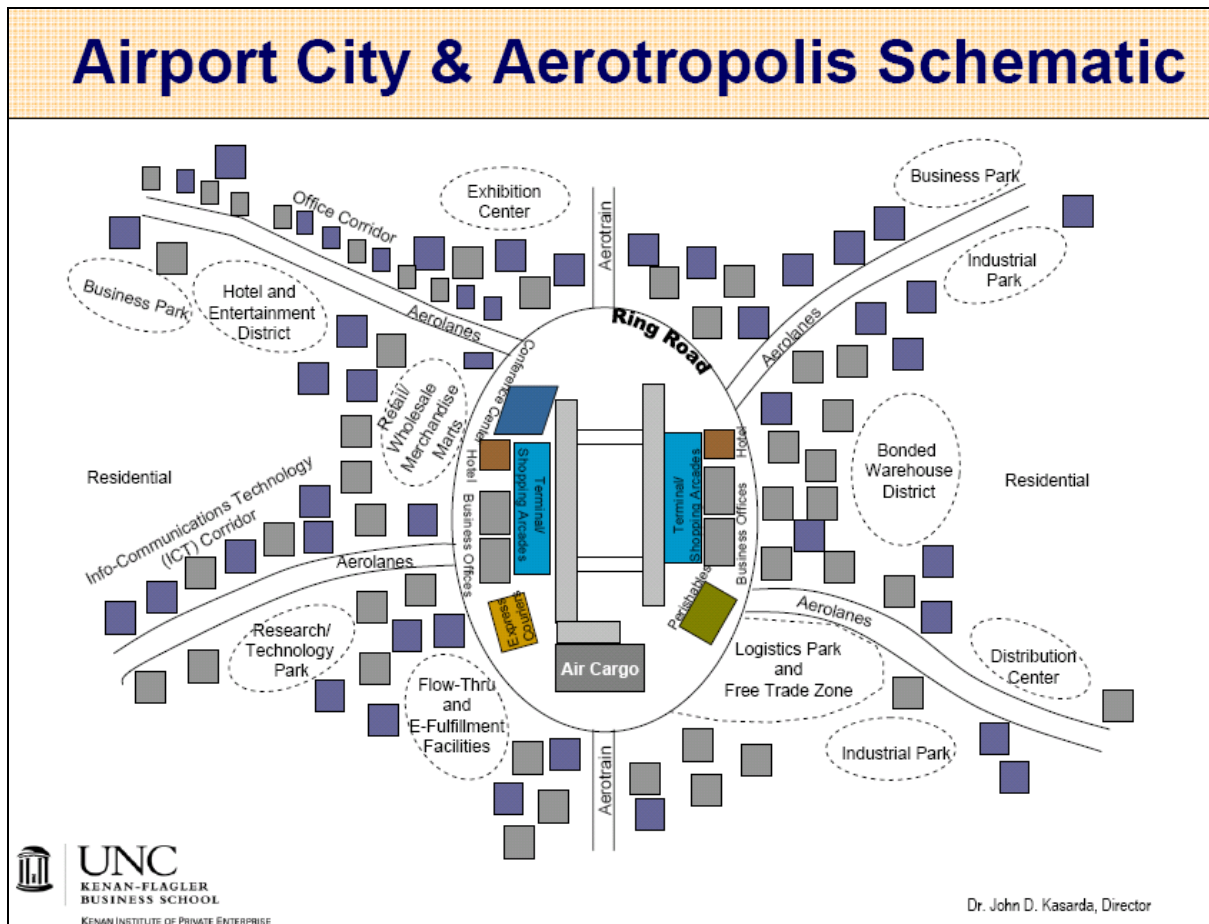 Airport City & Aerotropolis Schematic
Exhibition
Center
Business Park
Office Corridor
Aerotrain
Industrial
Park
Business Park
Hotel and
Entertainment
District
Aerolanes
Ring Road
Aerolanes
Conference Center
Retail/
Wholesale
Merchandise
Marts
Hotel
Terminal/
Shopping Arcades
Terminal/
Shopping Arcades
Hotel
Bonded
Warehouse
District
Residential
Residential
Info-Communications Technology
(ICT) Corridor
Business Offices
Business Offices
Aerolanes
Express
Couriers
Perishables
Aerolanes
Research/
Technology
Park
Air Cargo
Logistics Park
and
Free Trade Zone
Distribution
Center
Flow-Thru
and
E-Fulfillment
Facilities
Industrial Park
Aerotrain
UNC
KENAN-FLAGLER
BUSINESS SCHOOL
KENAN INSTITUTE OF PRIVATE ENTERPRISE
Dr. John D. Kasarda, Director